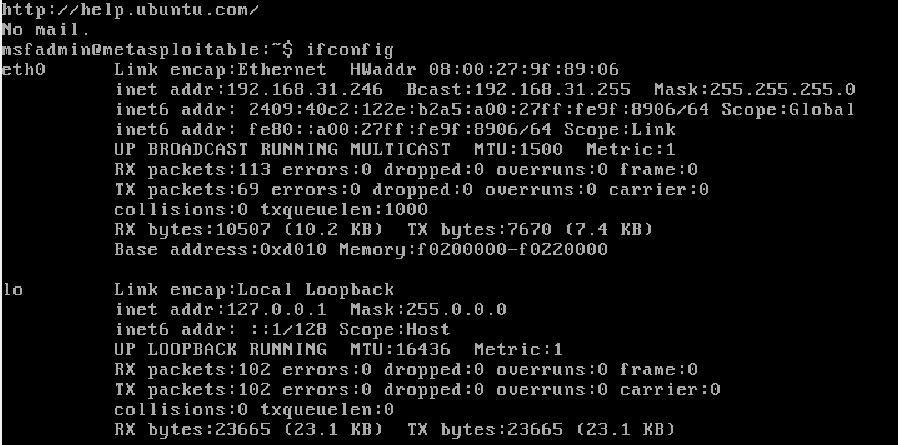 http://help.ubuntu.com/
No mail.
msfadmin@metasploitable:~$ ifconfig
eth0      Link encap:Ethernet  HWaddr 08:00:27:9f:89:06
          inet addr:192.168.31.246  Bcast:192.168.31.255  Mask:255.255.255.0
          inet6 addr: 2409:40c2:122e:b2a5:a00:27ff:fe9f:8906/64 Scope:Global
          inet6 addr: fe80::a00:27ff:fe9f:8906/64 Scope:Link
          UP BROADCAST RUNNING MULTICAST  MTU:1500  Metric:1
          RX packets:113 errors:0 dropped:0 overruns:0 frame:0
          TX packets:69 errors:0 dropped:0 overruns:0 carrier:0
          collisions:0 txqueuelen:1000
          RX bytes:10507 (10.2 KB)  TX bytes:7670 (7.4 KB)
          Base address:0xd010 Memory:f0200000-f0220000

lo        Link encap:Local Loopback
          inet addr:127.0.0.1  Mask:255.0.0.0
          inet6 addr: ::1/128 Scope:Host
          UP LOOPBACK RUNNING  MTU:16436  Metric:1
          RX packets:102 errors:0 dropped:0 overruns:0 frame:0
          TX packets:102 errors:0 dropped:0 overruns:0 carrier:0
          collisions:0 txqueuelen:0
          RX bytes:23665 (23.1 KB)  TX bytes:23665 (23.1 KB)